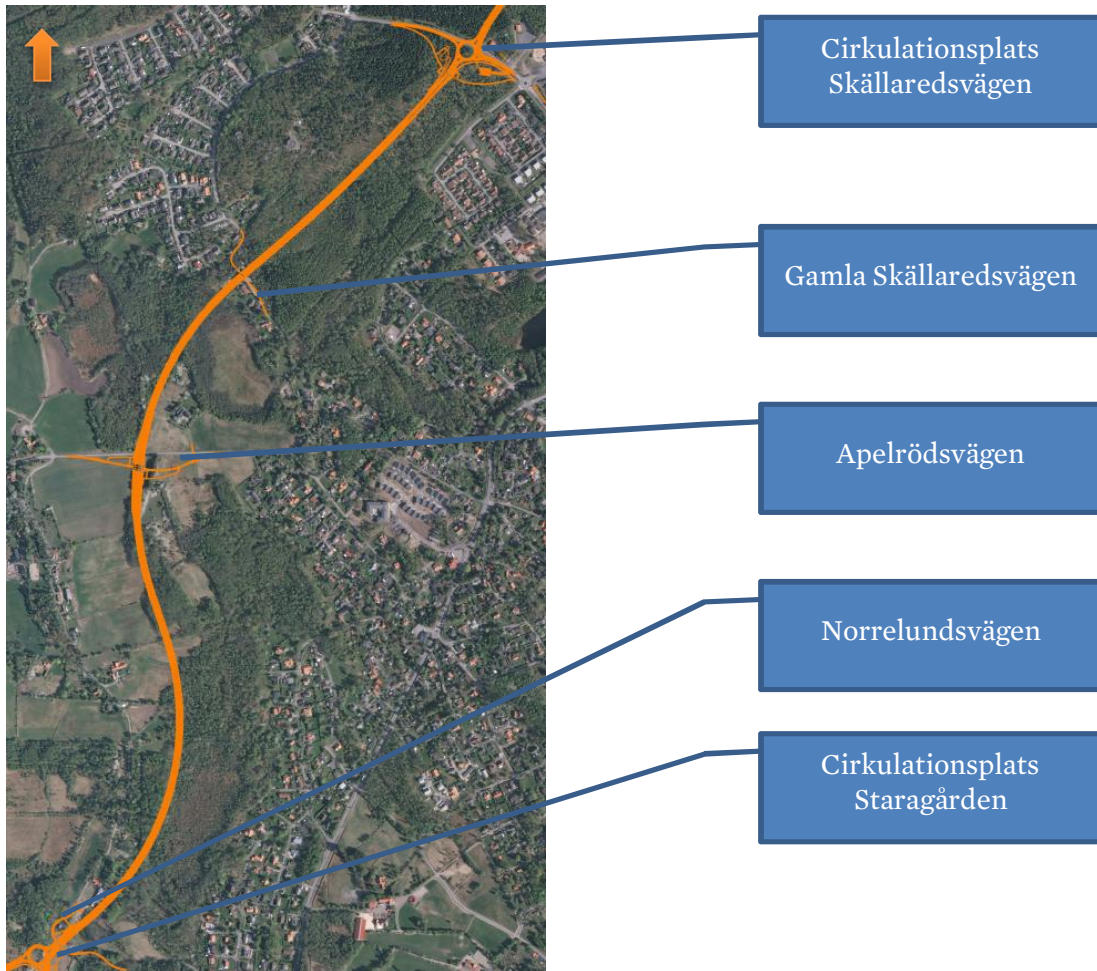 Cirkulationsplats
Skällaredsvägen
Gamla Skällaredsvägen
Apelrödsvägen
Norrelundsvägen
Cirkulationsplats
Staragården